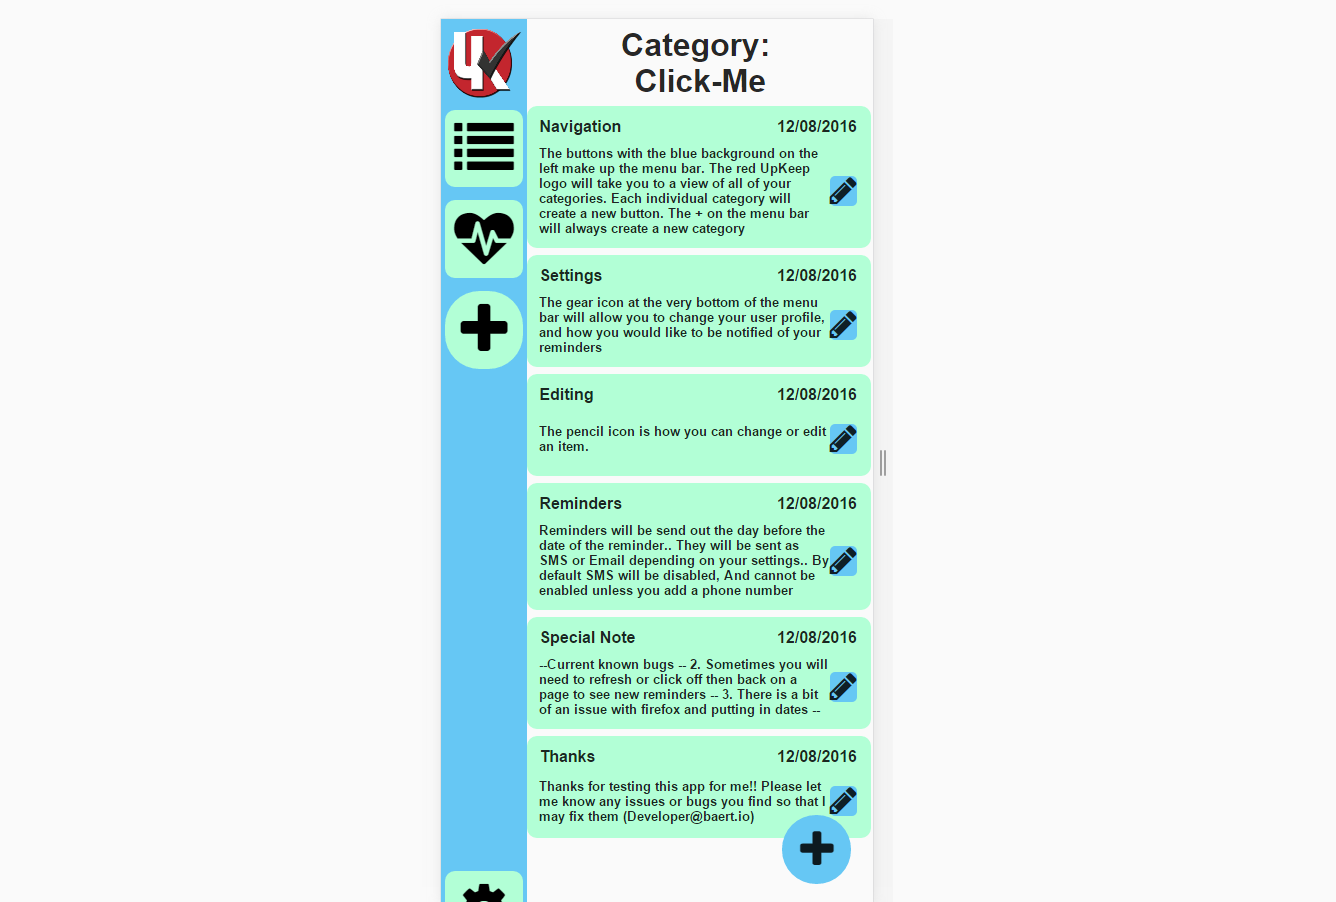 UK
Category:
Click-Me
Navigation 12/08/2016
The buttons with the blue background on the
left make up the menu bar. The red UpKeep
logo will take you to a view of all of your
categories. Each individual category will
create a new button. The + on the menu bar
will always create a new category
Settings 12/08/2016
The gear icon at the very bottom of the menu
bar will allow you to change your user profile,
and how you would like to be notified of your
reminders
Editing 12/08/2016
The pencil icon is how you can change or edit
an item.
Reminders 12/08/2016
Reminders will be send out the day before the
date of the reminder.. They will be sent as
SMS or Email depending on your settings.. By
default SMS will be disabled, And cannot be
enabled unless you add a phone number
Special Note 12/08/2016
--Current known bugs -- 2. Sometimes you will
need to refresh or click off then back on a
page to see new reminders -- 3. There is a bit
of an issue with firefox and putting in dates --
Thanks 12/08/2016
Thanks for testing this app for me!! Please let
me know any issues or bugs you find so that I
may fix them (Developer@baert.io)